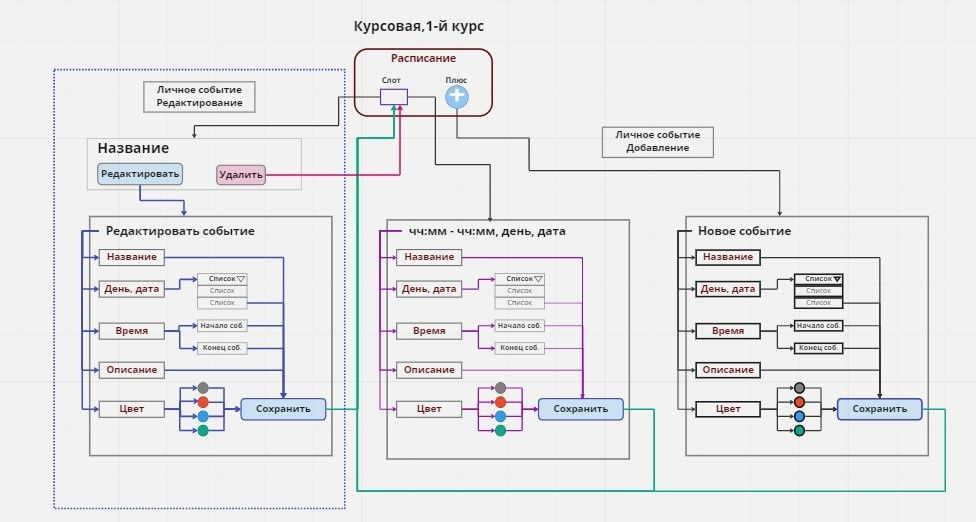 Курсовая,1-й курс
Расписание
Слот
Плюс
Личное событие
Редактирование
Личное событие
Добавление
Название
Редактировать
Удалить
Редактировать событие
Название
День, дата
Список
Список
Список
Время
Начало соб.
Конец соб.
Описание
Цвет
Сохранить
чч:мм - чч:мм, день, дата
Название
День, дата
Список
Список
Список
Время
Начало соб.
Конец соб.
Описание
Цвет
Сохранить
Новое событие
Название
День, дата
Список
Список
Список
Время
Начало соб.
Конец соб.
Описание
Цвет
Сохранить